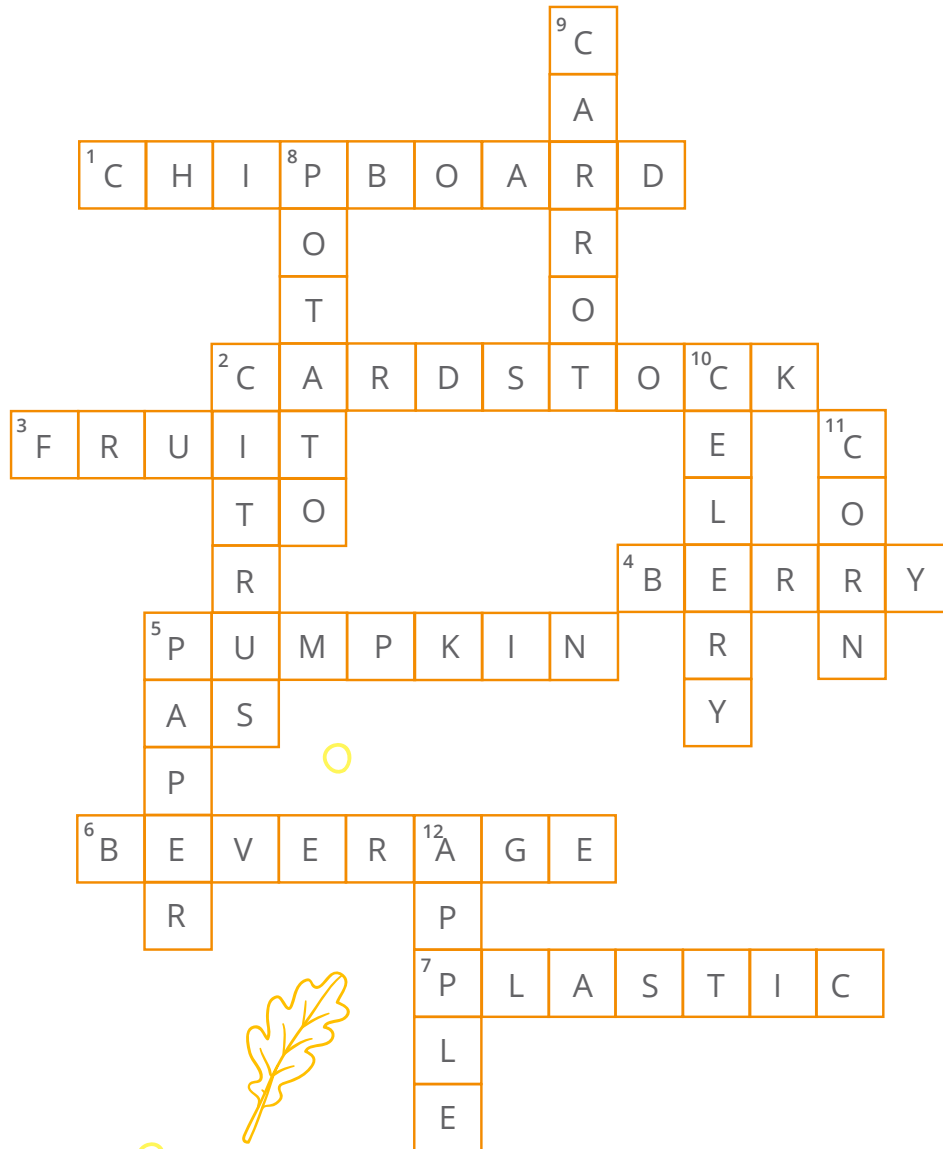 9 C
A
1 C H I 8 P B O A R D
O R
T O
2 C A R D S T O 10 C K
3 F R U I T E 11 C
T O L O
R 4 B E R R Y
5 P U M P K I N R N
A S Y
P
6 B E V E R 12 A G E
R P
7 P L A S T I C
L
E